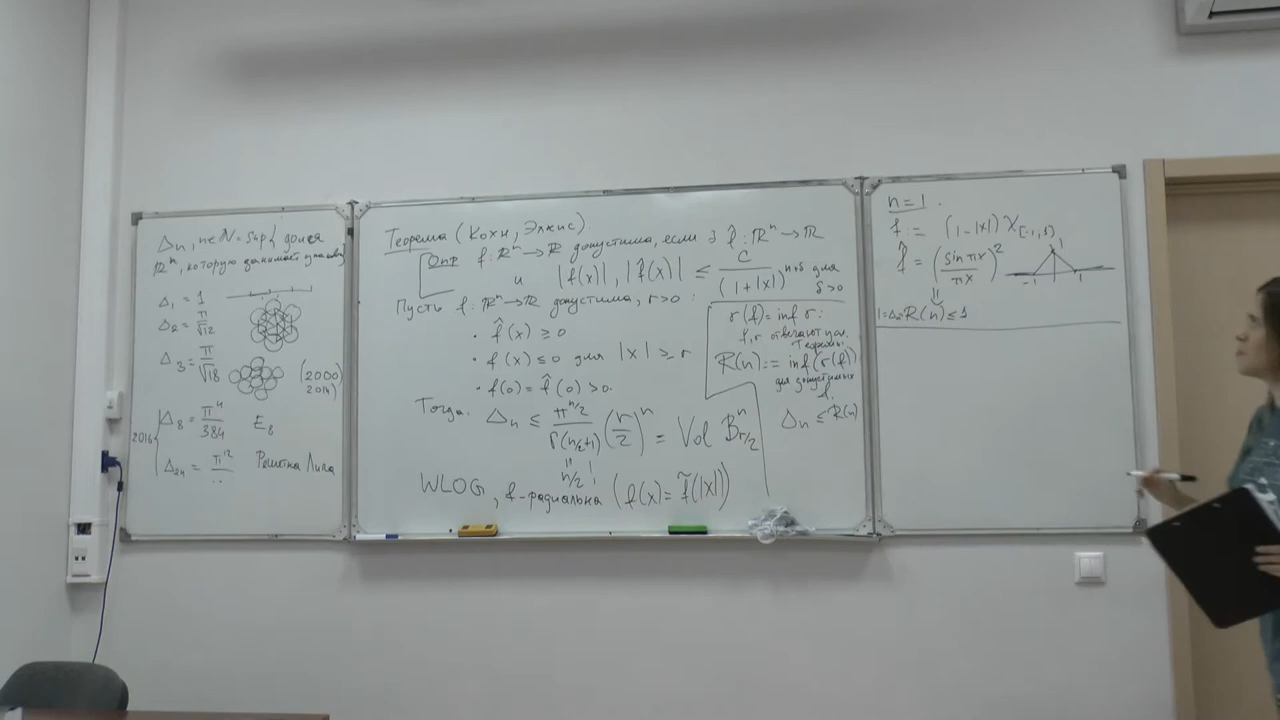 Δₙ, n∈ℕ = sup{ доля
ℝⁿ, которую занимает
Δ₁ = 1
Δ₂ = π/√12
Δ₃ = π/√18
(2000)
2014)
2016
Δ₈ = π⁴/384 E₈
Δ₂₄ = π¹²/.. Решетка Лича
Теорема (Кохн, Элкис).
Опр f: ℝⁿ → ℝ допустима, если ∃ f̂: ℝⁿ → ℝ
и |f(x)|, |f̂(x)| ≤ C/(1+|x|)ⁿ⁺ᵟ для δ>0
Пусть f: ℝⁿ → ℝ допустима, r>0 :
· f̂(x) ≥ 0
· f(x) ≤ 0 для |x| ≥ r
· f(0) = f̂(0) > 0.
Тогда Δₙ ≤ π^{n/2}/Γ(n/2+1) (r/2)ⁿ = Vol Bⁿ_{r/2}
"
n/2 !
WLOG, f-радиальна (f(x) = f̃(|x|))
r(f) = inf r:
f, r отвечают усл.
Теоремы.
R(n) := inf(r(f))
для допустимых
f.
Δₙ ≤ R(n)
n=1.
f := (1-|x|) χ_{[-1,1]}
f̂ = (sin πx/πx)²
1
-1 1
⇓
1=Δ₁≤R(n) ≤ 1